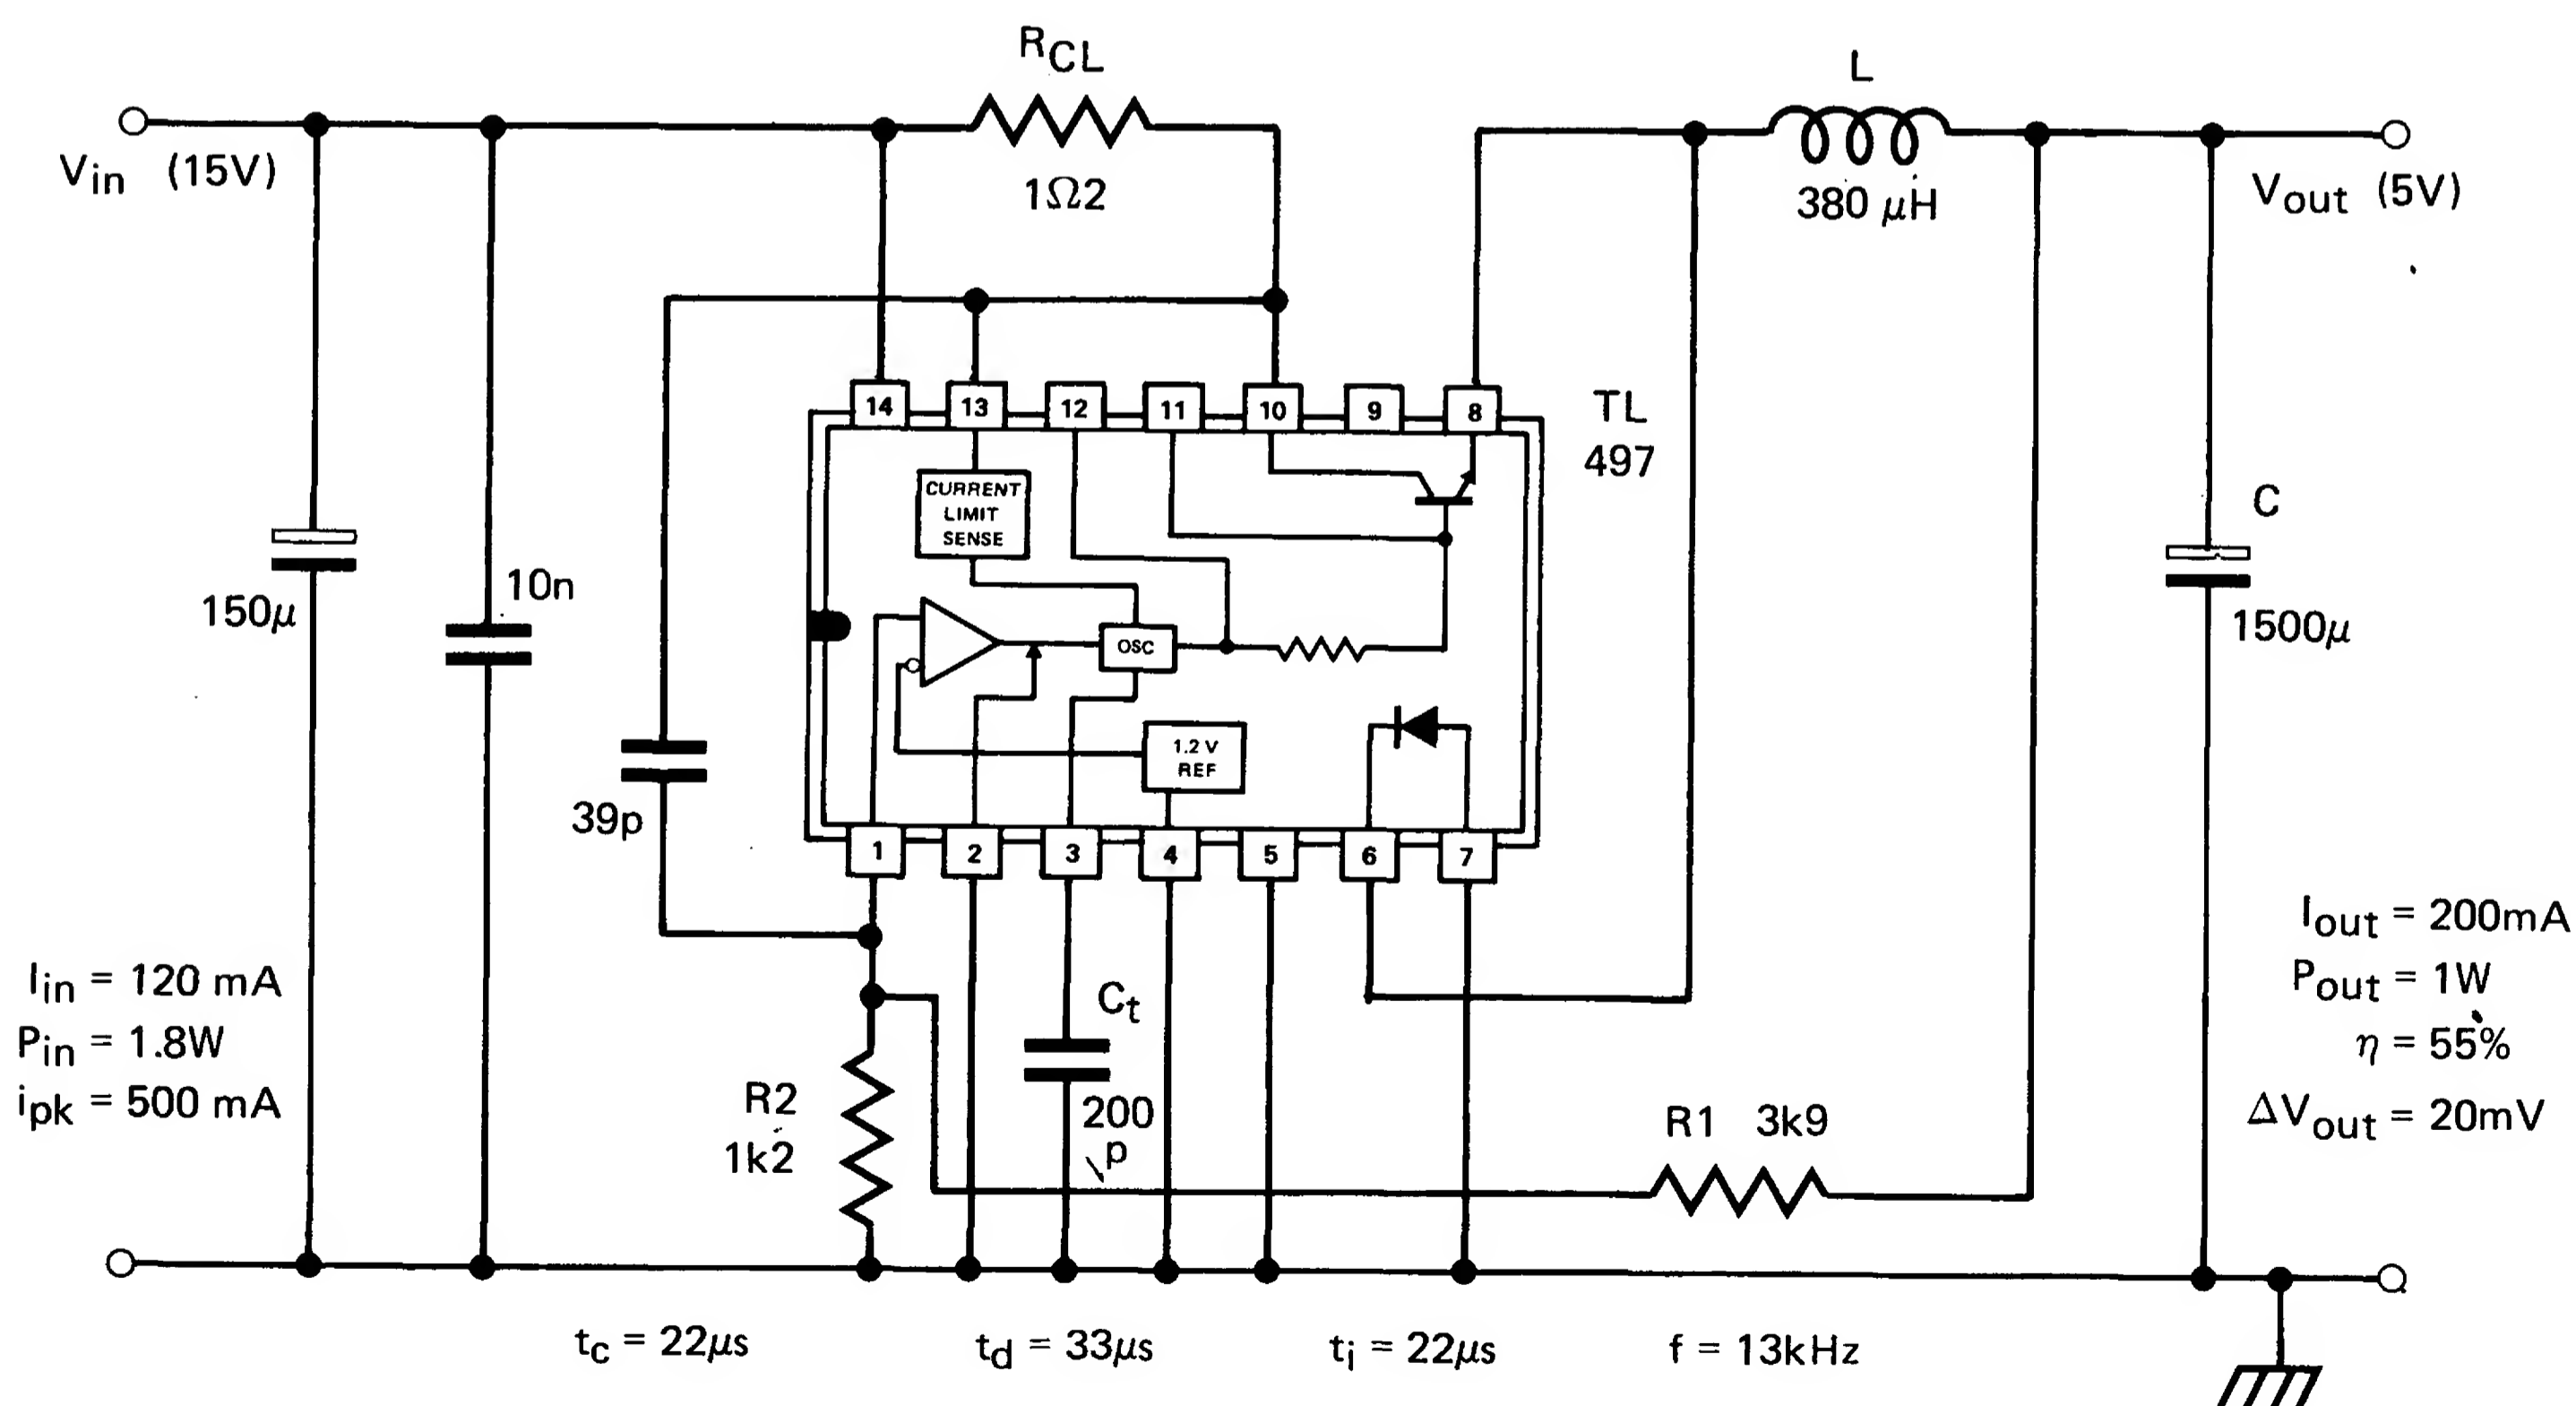 RCL
L
Vin (15V)
1Ω2
380 μH
Vout (5V)
14 13 12 11 10 9 8
TL
497
CURRENT
LIMIT
SENSE
C
10n
150μ
1500μ
OSC
1.2 V
REF
39p
1 2 3 4 5 6 7
Iin = 120 mA
Pin = 1.8W
ipk = 500 mA
Iout = 200mA
Pout = 1W
η = 55%
ΔVout = 20mV
Ct
200
p
R2
1k2
R1 3k9
tc = 22μs
td = 33μs
ti = 22μs
f = 13kHz